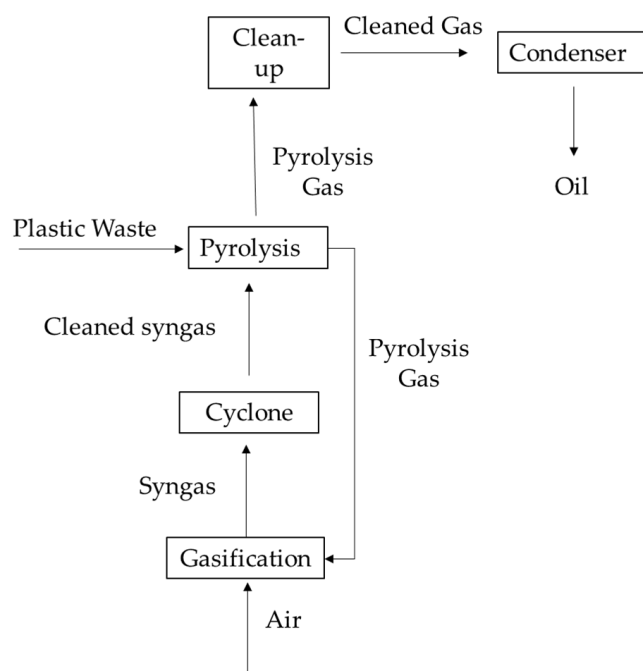 Clean-
up
Cleaned Gas
Condenser
Pyrolysis
Gas
Oil
Plastic Waste
Pyrolysis
Cleaned syngas
Pyrolysis
Gas
Cyclone
Syngas
Gasification
Air